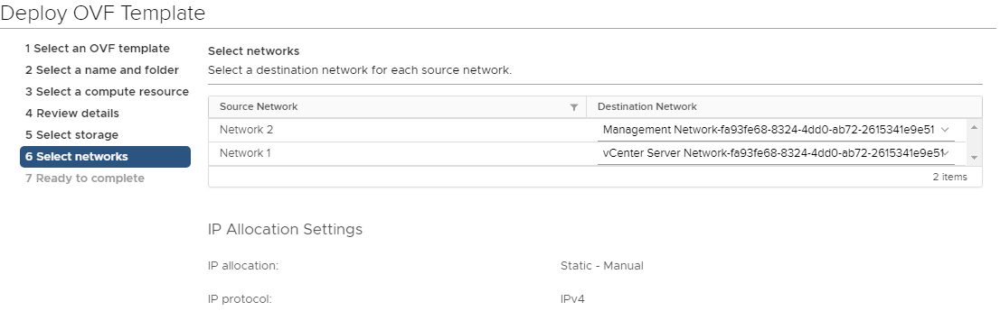 Deploy OVF Template
1 Select an OVF template
2 Select a name and folder
3 Select a compute resource
4 Review details
5 Select storage
6 Select networks
7 Ready to complete
Select networks
Select a destination network for each source network.
Source Network Destination Network
Network 2 Management Network-fa93fe68-8324-4dd0-ab72-2615341e9e51
Network 1 vCenter Server Network-fa93fe68-8324-4dd0-ab72-2615341e9e51
2 items
IP Allocation Settings
IP allocation: Static - Manual
IP protocol: IPv4